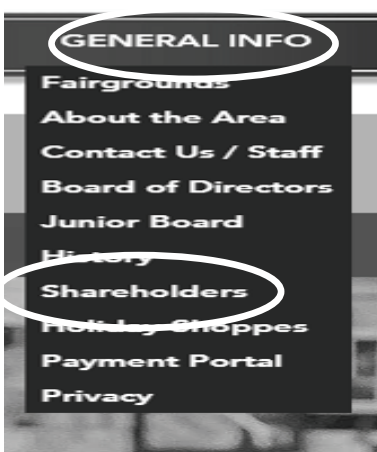 GENERAL INFO
Fairgrounds
About the Area
Contact Us / Staff
Board of Directors
Junior Board
History
Shareholders
Holiday Shoppes
Payment Portal
Privacy